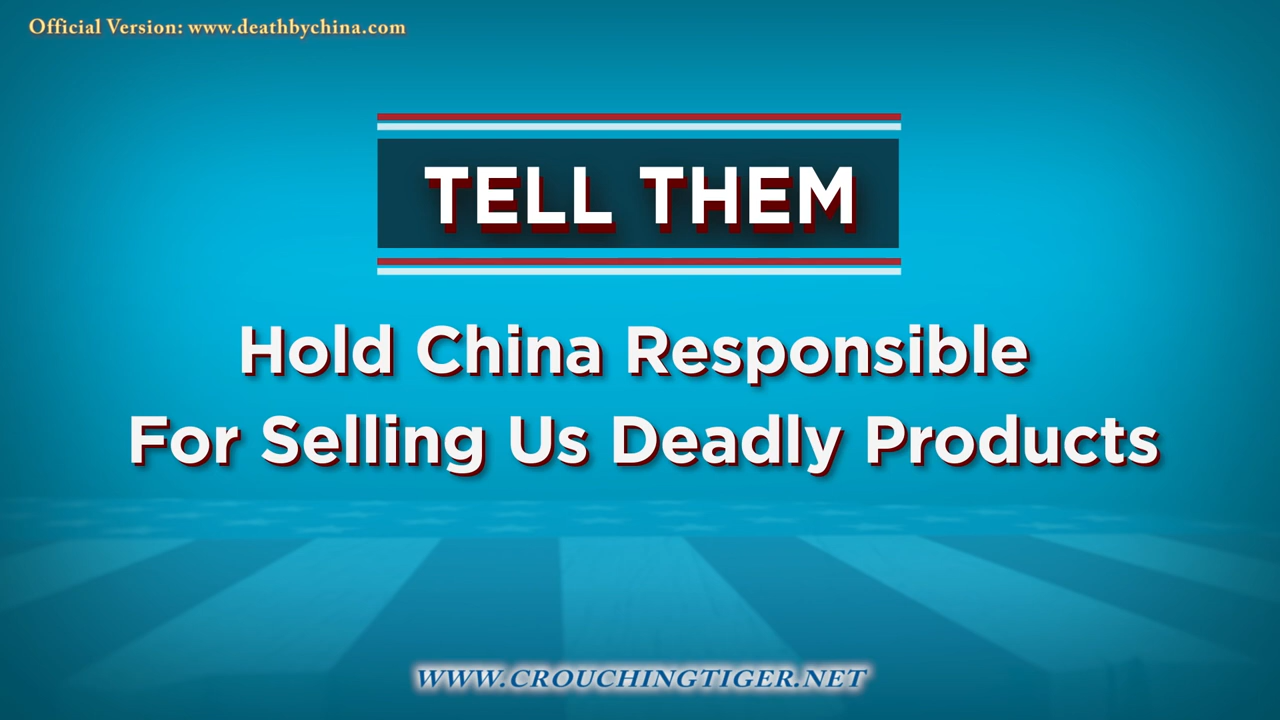 Official Version: www.deathbychina.com
TELL THEM
Hold China Responsible
For Selling Us Deadly Products
WWW.CROUCHINGTIGER.NET